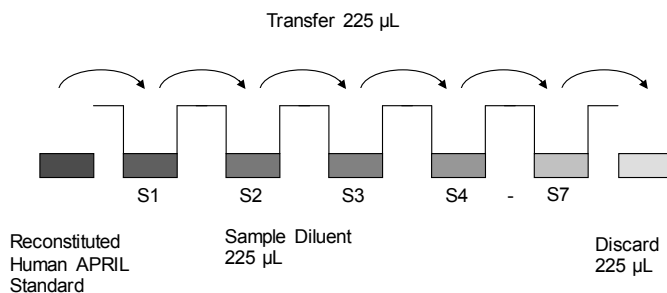 Transfer 225 µL
S1 S2 S3 S4 - S7
Reconstituted
Human APRIL
Standard
Sample Diluent
225 µL
Discard
225 µL